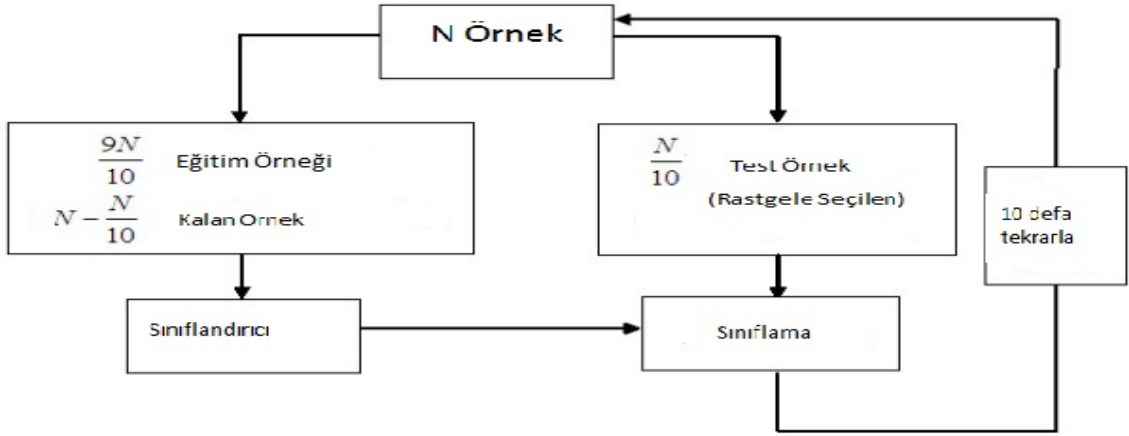 N Örnek
9N/10 Eğitim Örneği
N − N/10 Kalan Ornek
N/10 Test Örnek
(Rastgele Seçilen)
10 defa
tekrarla
Sınıflandırıcı
Sınıflama